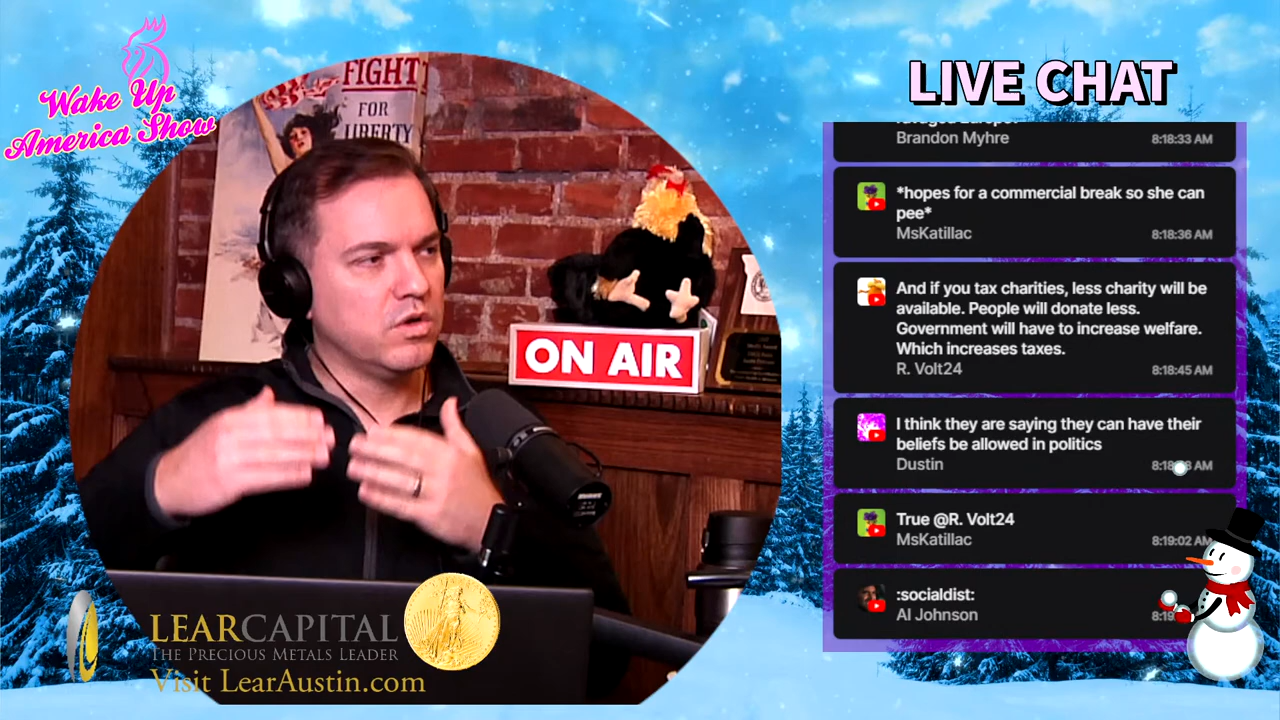 Wake Up
America Show
FIGHT
FOR
LIBERTY
ON AIR
LEARCAPITAL
THE PRECIOUS METALS LEADER
Visit LearAustin.com
LIVE CHAT
Brandon Myhre
8:18:33 AM
*hopes for a commercial break so she can
pee*
MsKatillac
8:18:36 AM
And if you tax charities, less charity will be
available. People will donate less.
Government will have to increase welfare.
Which increases taxes.
R. Volt24
8:18:45 AM
I think they are saying they can have their
beliefs be allowed in politics
Dustin
AM
True @R. Volt24
MsKatillac
8:19:02 AM
:socialdist:
Al Johnson